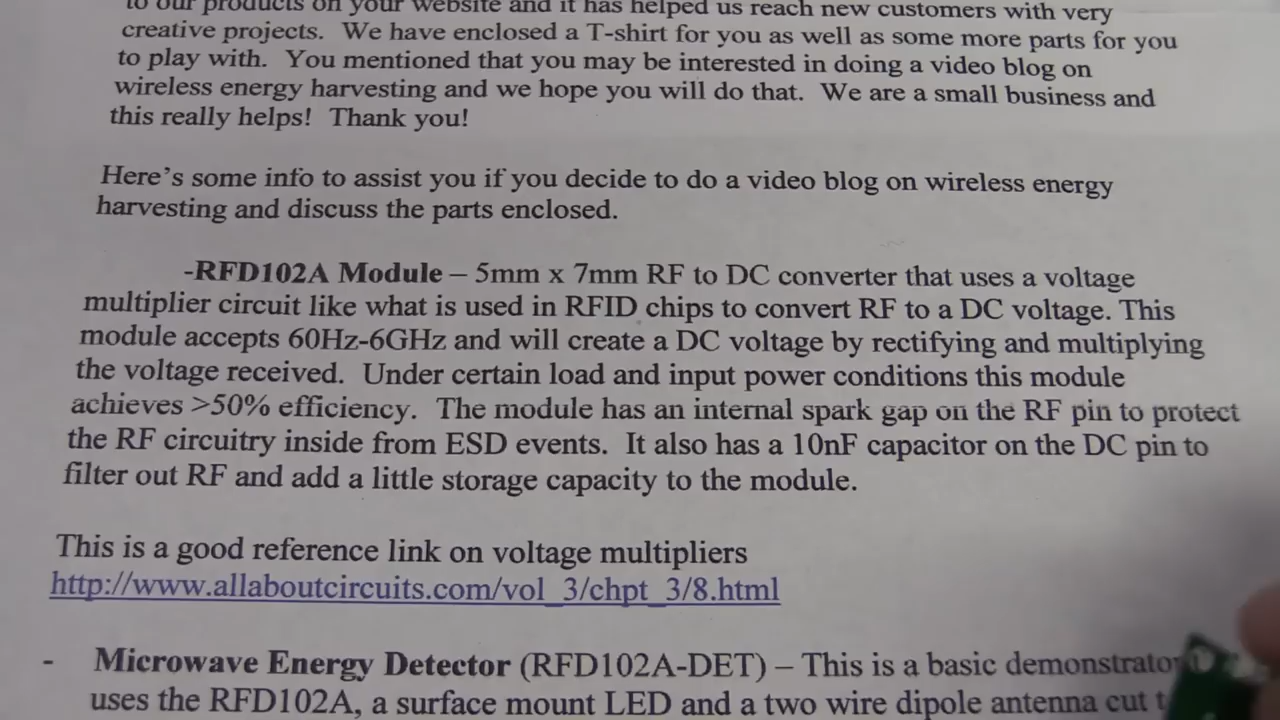 to our products on your website and it has helped us reach new customers with very
creative projects. We have enclosed a T-shirt for you as well as some more parts for you
to play with. You mentioned that you may be interested in doing a video blog on
wireless energy harvesting and we hope you will do that. We are a small business and
this really helps! Thank you!
Here's some info to assist you if you decide to do a video blog on wireless energy
harvesting and discuss the parts enclosed.
-RFD102A Module – 5mm x 7mm RF to DC converter that uses a voltage
multiplier circuit like what is used in RFID chips to convert RF to a DC voltage. This
module accepts 60Hz-6GHz and will create a DC voltage by rectifying and multiplying
the voltage received. Under certain load and input power conditions this module
achieves >50% efficiency. The module has an internal spark gap on the RF pin to protect
the RF circuitry inside from ESD events. It also has a 10nF capacitor on the DC pin to
filter out RF and add a little storage capacity to the module.
This is a good reference link on voltage multipliers
http://www.allaboutcircuits.com/vol_3/chpt_3/8.html
- Microwave Energy Detector (RFD102A-DET) – This is a basic demonstrator
uses the RFD102A, a surface mount LED and a two wire dipole antenna cut